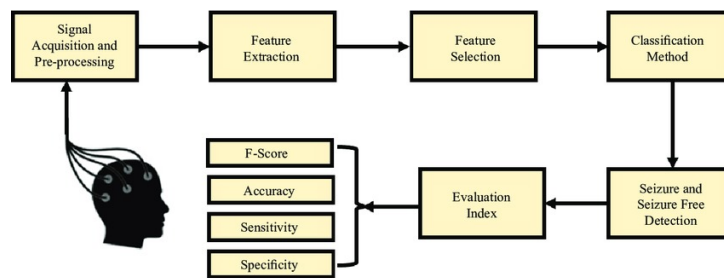 Signal
Acquisition and
Pre-processing
Feature
Extraction
Feature
Selection
Classification
Method
F-Score
Accuracy
Sensitivity
Specificity
Evaluation
Index
Seizure and
Seizure Free
Detection